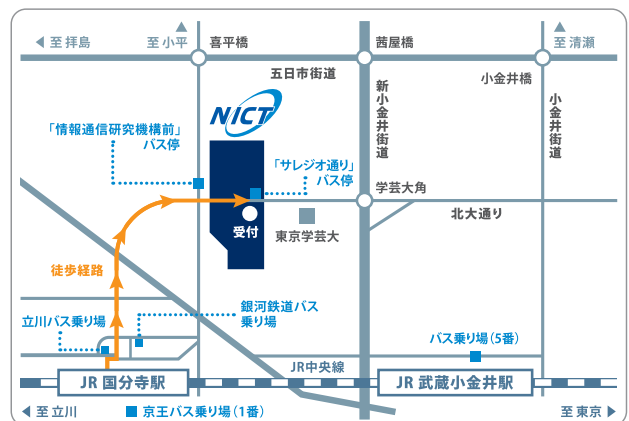 至 拝島
至 小平
喜平橋
茜屋橋
至 清瀬
五日市街道
小金井橋
新小金井街道
小金井街道
NICT
「情報通信研究機構前」
バス停
「サレジオ通り」
バス停
学芸大角
北大通り
受付
東京学芸大
徒歩経路
銀河鉄道バス
乗り場
立川バス乗り場
バス乗り場（5番）
JR中央線
JR 国分寺駅
JR 武蔵小金井駅
至 立川
京王バス乗り場（1番）
至 東京